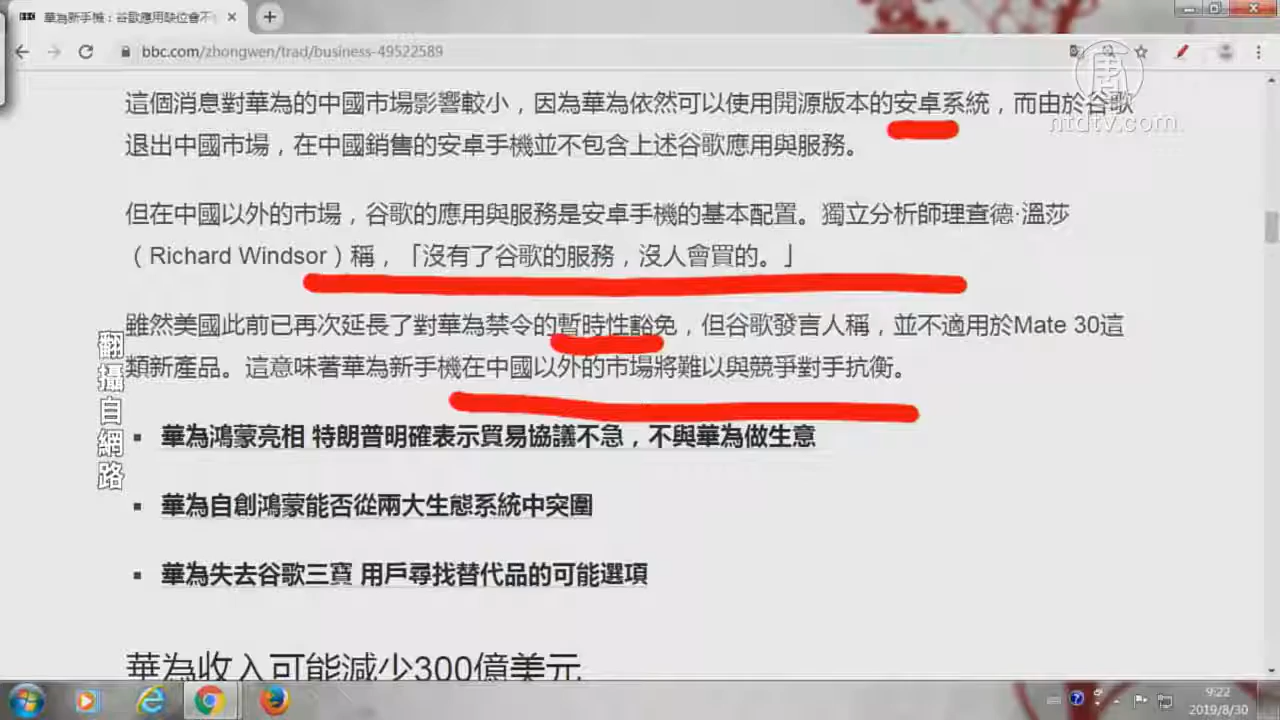 華為新手機：谷歌應用缺位會不
bbc.com/zhongwen/trad/business-49522589
ntdtv.com
這個消息對華為的中國市場影響較小，因為華為依然可以使用開源版本的安卓系統，而由於谷歌
退出中國市場，在中國銷售的安卓手機並不包含上述谷歌應用與服務。
但在中國以外的市場，谷歌的應用與服務是安卓手機的基本配置。獨立分析師理查德·溫莎
（Richard Windsor）稱，「沒有了谷歌的服務，沒人會買的。」
雖然美國此前已再次延長了對華為禁令的暫時性豁免，但谷歌發言人稱，並不適用於Mate 30這
類新產品。這意味著華為新手機在中國以外的市場將難以與競爭對手抗衡。
翻攝自網路
華為鴻蒙亮相 特朗普明確表示貿易協議不急，不與華為做生意
華為自創鴻蒙能否從兩大生態系統中突圍
華為失去谷歌三寶 用戶尋找替代品的可能選項
華為收入可能減少300億美元
9:22
2019/8/30